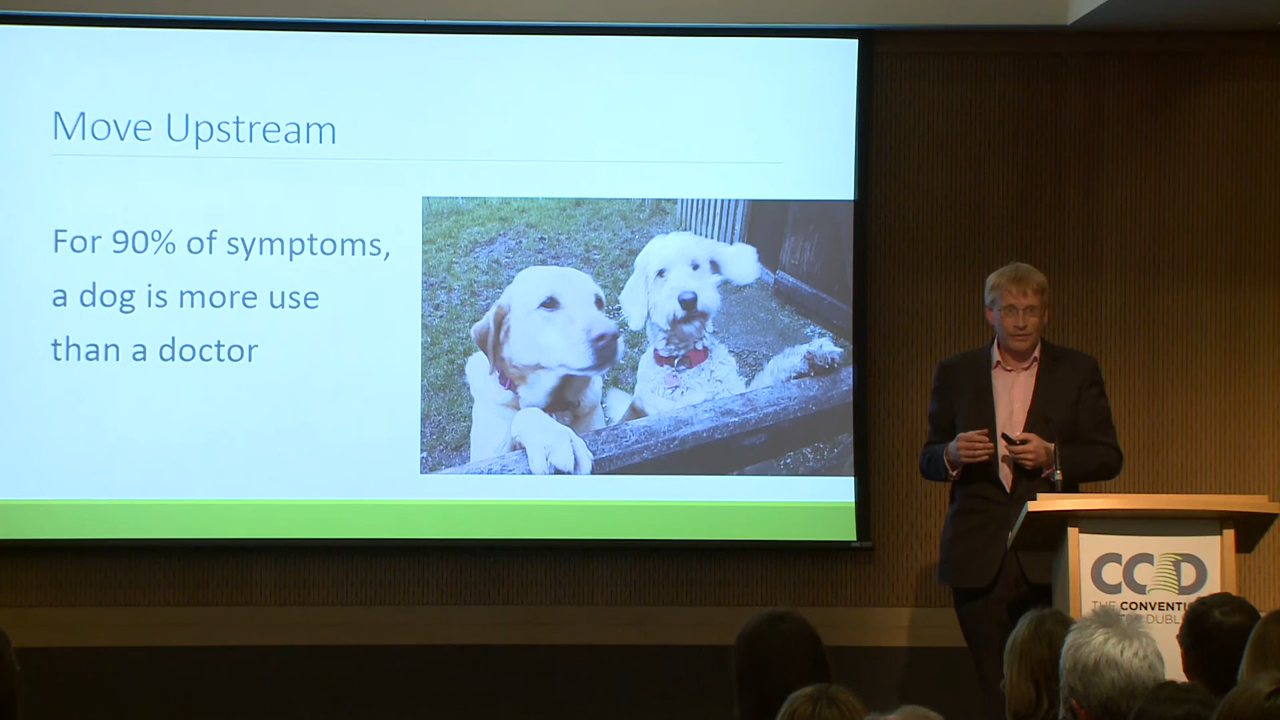 Move Upstream
For 90% of symptoms,
a dog is more use
than a doctor
CCD
THE CONVENTI
DUBL